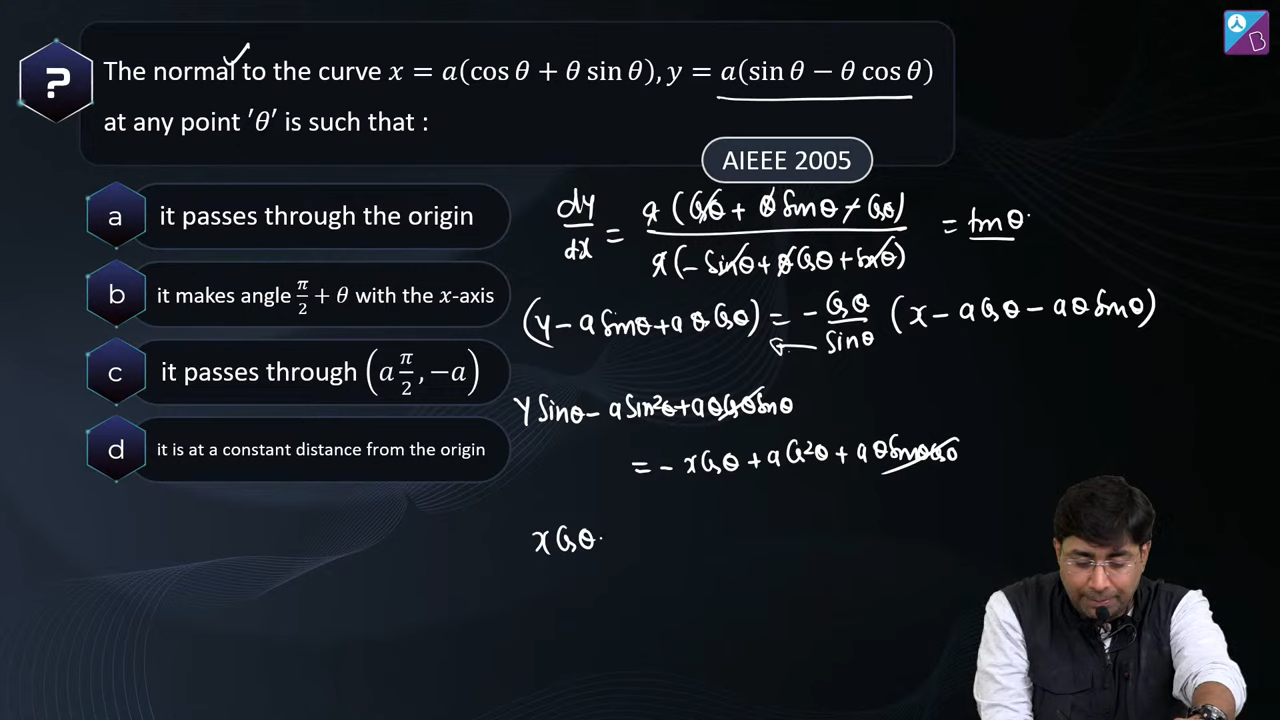 ?
The normal to the curve x = a(cos θ + θ sin θ), y = a(sin θ − θ cos θ)
at any point ′θ′ is such that :
AIEEE 2005
a it passes through the origin
b it makes angle π/2 + θ with the x-axis
c it passes through (a π/2, −a)
d it is at a constant distance from the origin
dy/dx = a(Cosθ + θ Sinθ − Cosθ) / a(− Sinθ + θ Cosθ + Sinθ) = tanθ
(y − a Sinθ + a θ Cosθ) = − Cosθ/Sinθ (x − a Cosθ − aθ Sinθ)
y Sinθ − a Sin²θ + aθ Cosθ Sinθ
= − x Cosθ + a Cos²θ + a θ Sinθ Cosθ
x Cosθ
B